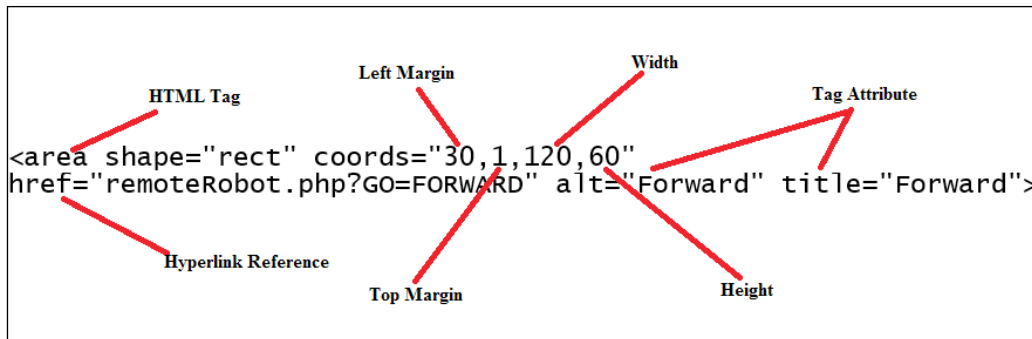 Width
Left Margin
HTML Tag
Tag Attribute
<area shape="rect" coords="30,1,120,60"
href="remoteRobot.php?GO=FORWARD" alt="Forward" title="Forward">
Hyperlink Reference
Top Margin
Height